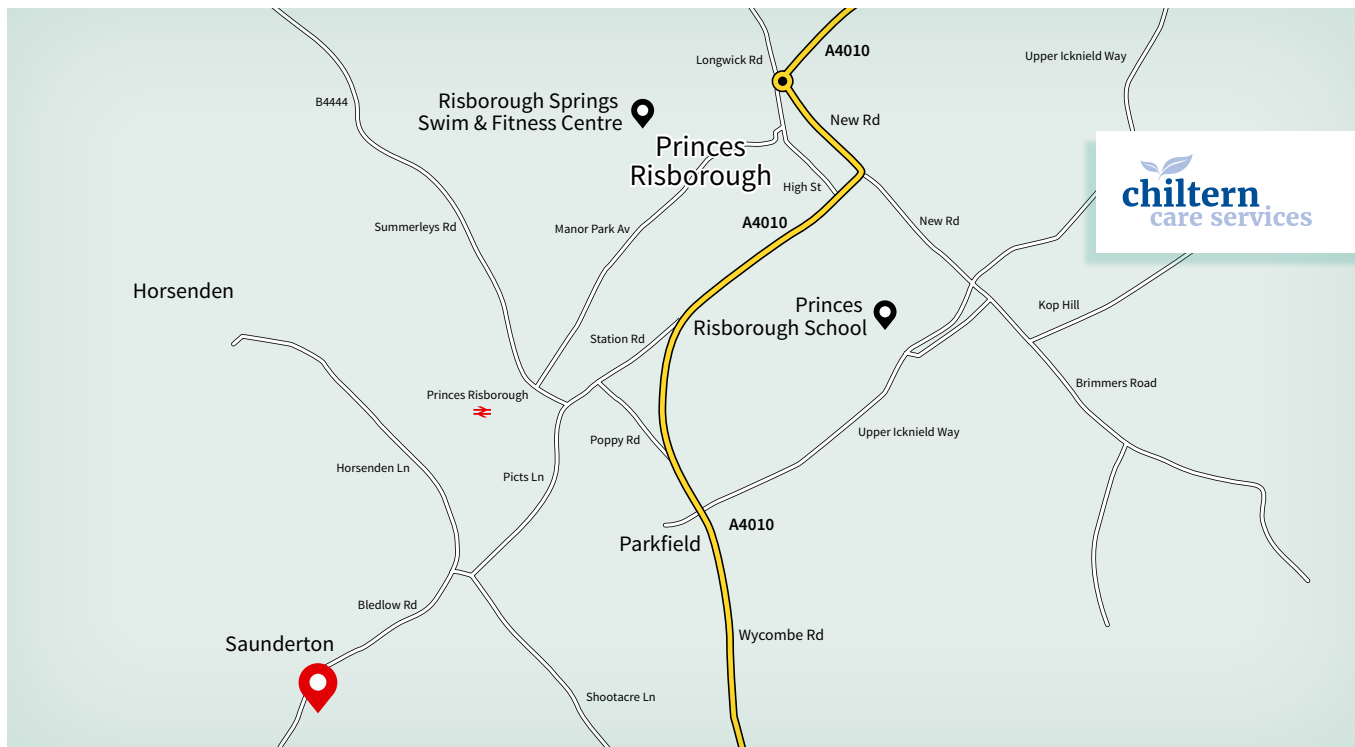 A4010
Longwick Rd
Upper Icknield Way
B4444
Risborough Springs
Swim & Fitness Centre
New Rd
Princes
Risborough
High St
chiltern
care services
Summerleys Rd
Manor Park Av
A4010
New Rd
Horsenden
Princes
Risborough School
Kop Hill
Station Rd
Princes Risborough
Brimmers Road
Poppy Rd
Upper Icknield Way
Horsenden Ln
Picts Ln
A4010
Parkfield
Bledlow Rd
Wycombe Rd
Saunderton
Shootacre Ln